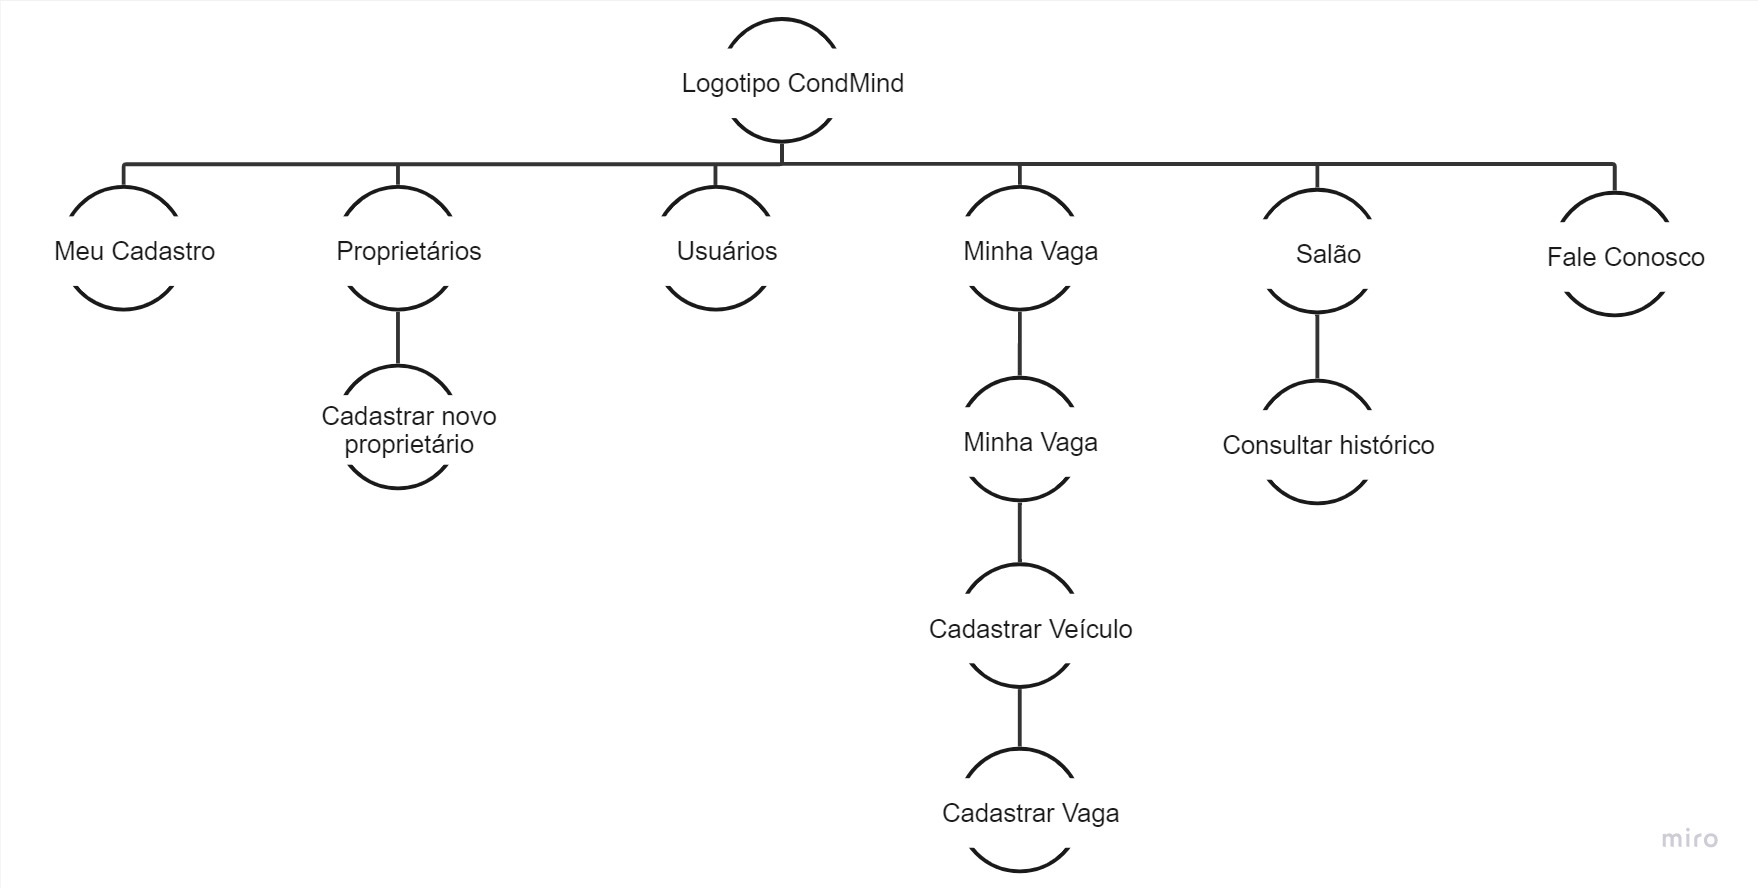 Logotipo CondMind
Meu Cadastro
Proprietários
Usuários
Minha Vaga
Salão
Fale Conosco
Cadastrar novo
proprietário
Minha Vaga
Consultar histórico
Cadastrar Veículo
Cadastrar Vaga
miro